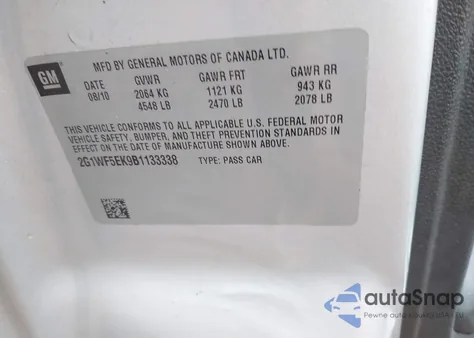 GM
MFD BY GENERAL MOTORS OF CANADA LTD.
DATE GVWR GAWR FRT GAWR RR
08/10 2064 KG 1121 KG 943 KG
4548 LB 2470 LB 2078 LB
THIS VEHICLE CONFORMS TO ALL APPLICABLE U.S. FEDERAL MOTOR
VEHICLE SAFETY, BUMPER, AND THEFT PREVENTION STANDARDS IN
EFFECT ON THE DATE OF MANUFACTURE SHOWN ABOVE.
2G1WF5EK9B1133338 TYPE: PASS CAR
autoSnap
Pewne auta z USA